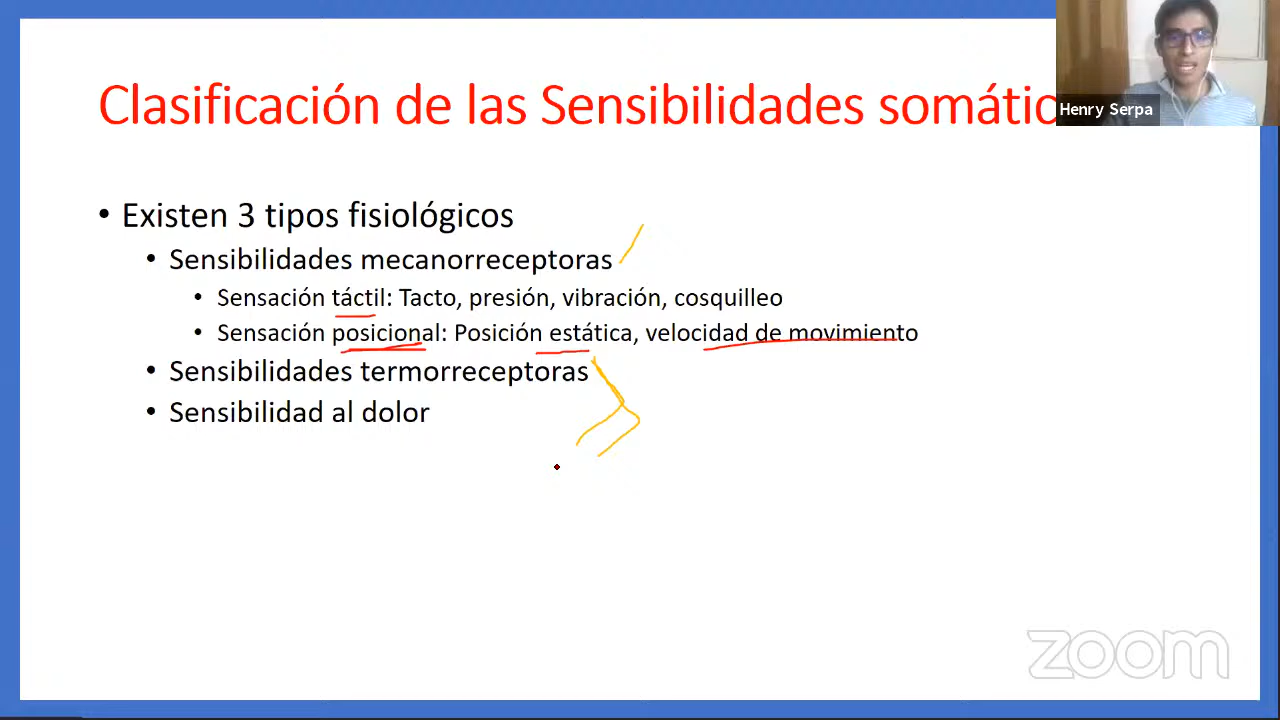 Clasificación de las Sensibilidades somátic
Henry Serpa
• Existen 3 tipos fisiológicos
• Sensibilidades mecanorreceptoras
• Sensación táctil: Tacto, presión, vibración, cosquilleo
• Sensación posicional: Posición estática, velocidad de movimiento
• Sensibilidades termorreceptoras
• Sensibilidad al dolor
zoom